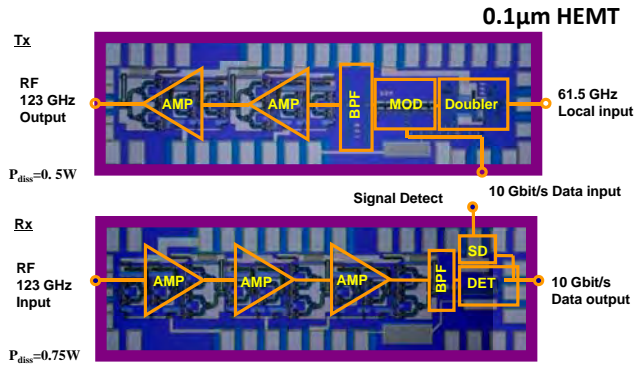 0.1µm HEMT
Tx
RF
123 GHz
Output
AMP
AMP
BPF
MOD
Doubler
61.5 GHz
Local input
P_diss=0. 5W
10 Gbit/s Data input
Signal Detect
Rx
RF
123 GHz
Input
AMP
AMP
AMP
BPF
SD
DET
10 Gbit/s
Data output
P_diss=0.75W